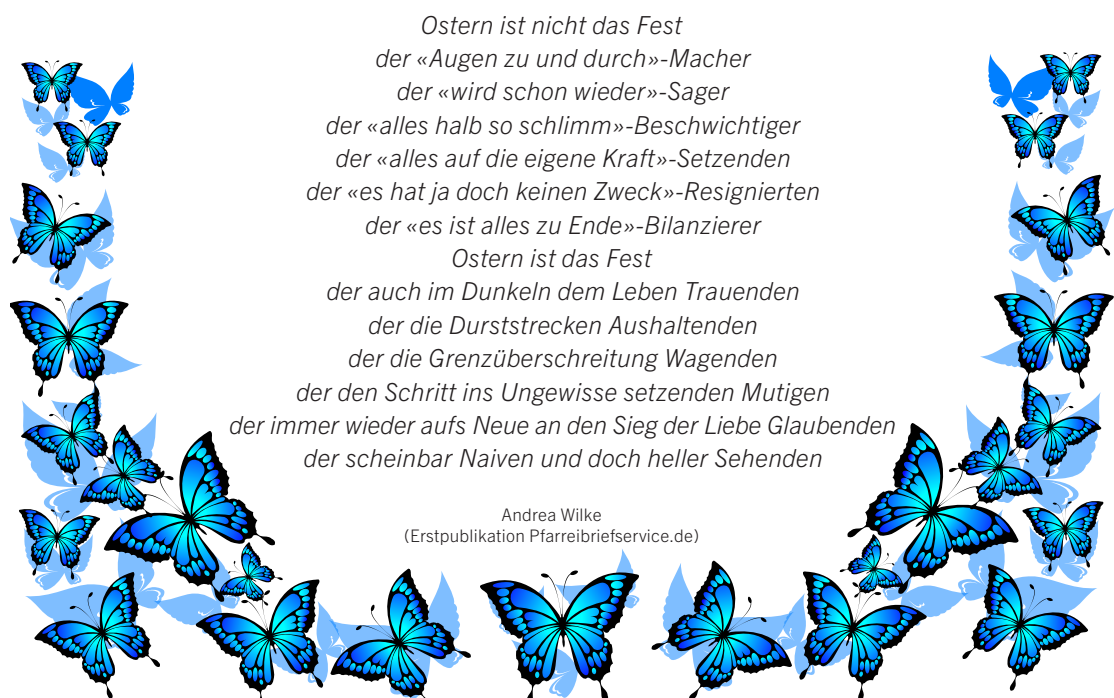 Ostern ist nicht das Fest
der «Augen zu und durch»-Macher
der «wird schon wieder»-Sager
der «alles halb so schlimm»-Beschwichtiger
der «alles auf die eigene Kraft»-Setzenden
der «es hat ja doch keinen Zweck»-Resignierten
der «es ist alles zu Ende»-Bilanzierer
Ostern ist das Fest
der auch im Dunkeln dem Leben Trauenden
der die Durststrecken Aushaltenden
der die Grenzüberschreitung Wagenden
der den Schritt ins Ungewisse setzenden Mutigen
der immer wieder aufs Neue an den Sieg der Liebe Glaubenden
der scheinbar Naiven und doch heller Sehenden
Andrea Wilke
(Erstpublikation Pfarreibriefservice.de)